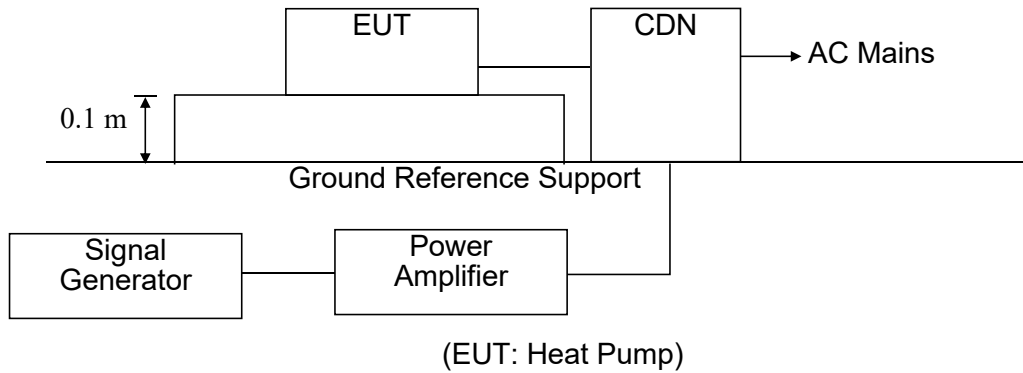 EUT
CDN
AC Mains
0.1 m
Ground Reference Support
Signal
Generator
Power
Amplifier
(EUT: Heat Pump)